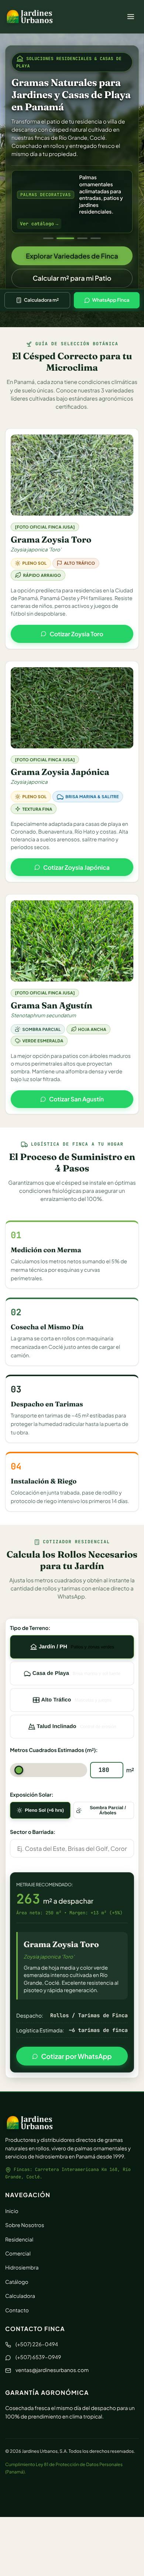 Jardines
Urbanos
SOLUCIONES RESIDENCIALES & CASAS DE
PLAYA
Gramas Naturales para
Jardines y Casas de Playa
en Panamá
Transforma el patio de tu residencia o villa de
descanso con césped natural cultivado en
nuestras fincas de Río Grande, Coclé.
Cosechado en rollos enteros y fresco el
mismo día a tu propiedad.
PALMAS DECORATIVAS
Palmas
ornamentales
aclimatadas para
entradas, patios y
jardines
residenciales.
Ver catálogo
Explorar Variedades de Finca
Calcular m² para mi Patio
Calculadora m²
WhatsApp Finca
GUÍA DE SELECCIÓN BOTÁNICA
El Césped Correcto para tu
Microclima
En Panamá, cada zona tiene condiciones climáticas
y de suelo únicas. Conoce nuestras 3 variedades
líderes cultivadas bajo estándares agronómicos
certificados.
[FOTO OFICIAL FINCA JUSA]
Grama Zoysia Toro
Zoysia japonica 'Toro'
PLENO SOL
ALTO TRÁFICO
RÁPIDO ARRAIGO
La opción predilecta para residencias en la Ciudad
de Panamá, Panamá Oeste y PH familiares. Resiste
carreras de niños, perros activos y juegos de
fútbol sin despoblarse.
Cotizar Zoysia Toro
[FOTO OFICIAL FINCA JUSA]
Grama Zoysia Japónica
Zoysia japonica
PLENO SOL
BRISA MARINA & SALITRE
TEXTURA FINA
Especialmente adaptada para casas de playa en
Coronado, Buenaventura, Río Hato y costas. Alta
tolerancia a suelos arenosos, salitre marino y
períodos secos.
Cotizar Zoysia Japónica
[FOTO OFICIAL FINCA JUSA]
Grama San Agustín
Stenotaphrum secundatum
SOMBRA PARCIAL
HOJA ANCHA
VERDE ESMERALDA
La mejor opción para patios con árboles maduros
o muros perimetrales altos que proyectan
sombra. Mantiene una alfombra densa y verde
bajo luz solar filtrada.
Cotizar San Agustín
LOGÍSTICA DE FINCA A TU HOGAR
El Proceso de Suministro en
4 Pasos
Garantizamos que el césped se instale en óptimas
condiciones fisiológicas para asegurar un
enraizamiento del 100%.
01
Medición con Merma
Calculamos los metros netos sumando el 5% de
merma técnica por esquinas y curvas
perimetrales.
02
Cosecha el Mismo Día
La grama se corta en rollos con maquinaria
mecanizada en Coclé justo antes de cargar el
camión.
03
Despacho en Tarimas
Transporte en tarimas de ~45 m² estibadas para
proteger la humedad radicular hasta la puerta de
tu obra.
04
Instalación & Riego
Colocación en junta trabada, pase de rodillo y
protocolo de riego intensivo los primeros 14 días.
COTIZADOR RESIDENCIAL
Calcula los Rollos Necesarios
para tu Jardín
Ajusta los controles cuadrados y obtén al instante la
cantidad de rollos y tarimas con enlace directo a
WhatsApp.
Tipo de Terreno:
Jardín / PH
Casa de Playa
Alto Tráfico
Talud Inclinado
Metros Cuadrados Estimados (m²):
m²
Exposición Solar:
Pleno Sol (+6 hrs)
Sombra Parcial /
Árboles
Sector o Barriada:
Ej. Costa del Este, Brisas del Golf, Coror
METRAJE RECOMENDADO:
263 m² a despachar
Área neta: 250 m² · Margen: +13 m² (+5%)
Grama Zoysia Toro
Zoysia japonica 'Toro'
Grama de hoja media y color verde
esmeralda intenso cultivada en Río
Grande, Coclé. Excelente resistencia al
pisoteo y rápida regeneración.
Despacho: Rollos / Tarimas de Finca
Logística Estimada: ~6 tarimas de finca
Cotizar por WhatsApp
Jardines
Urbanos
Productores y distribuidores directos de gramas
naturales en rollos, vivero de palmas ornamentales y
servicios de hidrosiembra en Panamá desde 1999.
Fincas: Carretera Interamericana Km 168, Río
Grande, Coclé.
NAVEGACIÓN
Inicio
Sobre Nosotros
Residencial
Comercial
Hidrosiembra
Catálogo
Calculadora
Contacto
CONTACTO FINCA
(+507) 226-0494
(+507) 6539-0949
ventas@jardinesurbanos.com
GARANTÍA AGRONÓMICA
Cosechada fresca el mismo día del despacho para un
100% de prendimiento en clima tropical.
© 2026 Jardines Urbanos, S.A. Todos los derechos reservados.
Cumplimiento Ley 81 de Protección de Datos Personales
(Panamá).